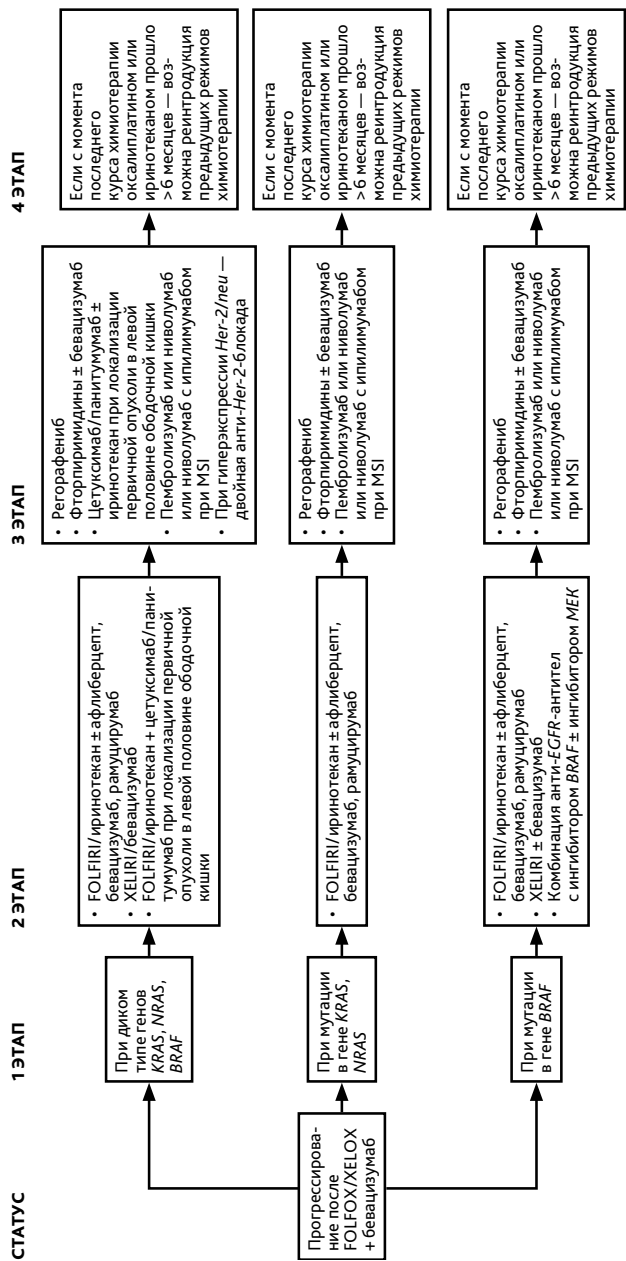 СТАТУС
1 ЭТАП
2 ЭТАП
3 ЭТАП
4 ЭТАП
Прогрессирова-
ние после
FOLFOX/XELOX
+ бевацизумаб
При диком
типе генов
KRAS, NRAS,
BRAF
• FOLFIRI/иринотекан ± афлиберцепт,
бевацизумаб, рамуцирумаб
• XELIRI/бевацизумаб
• FOLFIRI/иринотекан + цетуксимаб/пани-
тумумаб при локализации первичной
опухоли в левой половине ободочной
кишки
• Регорафениб
• Фторпиримидины ± бевацизумаб
• Цетуксимаб/панитумумаб ±
иринотекан при локализации
первичной опухоли в левой
половине ободочной кишки
• Пембролизумаб или ниволумаб
или ниволумаб с ипилимумабом
при MSI
• При гиперэкспрессии Her-2/neu —
двойная анти-Her-2-блокада
Если с момента
последнего
курса химиотерапии
оксалиплатином или
иринотеканом прошло
> 6 месяцев — воз-
можна реинтродукция
предыдущих режимов
химиотерапии
При мутации
в гене KRAS,
NRAS
• FOLFIRI/иринотекан ± афлиберцепт,
бевацизумаб, рамуцирумаб
• Регорафениб
• Фторпиримидины ± бевацизумаб
• Пембролизумаб или ниволумаб
или ниволумаб с ипилимумабом
при MSI
Если с момента
последнего
курса химиотерапии
оксалиплатином или
иринотеканом прошло
> 6 месяцев — воз-
можна реинтродукция
предыдущих режимов
химиотерапии
При мутации
в гене BRAF
• FOLFIRI/иринотекан ± афлиберцепт,
бевацизумаб, рамуцирумаб
• XELIRI ± бевацизумаб
• Комбинация анти-EGFR-антител
с ингибитором BRAF ± ингибитором MEK
• Регорафениб
• Фторпиримидины ± бевацизумаб
• Пембролизумаб или ниволумаб
или ниволумаб с ипилимумабом
при MSI
Если с момента
последнего
курса химиотерапии
оксалиплатином или
иринотеканом прошло
> 6 месяцев — воз-
можна реинтродукция
предыдущих режимов
химиотерапии